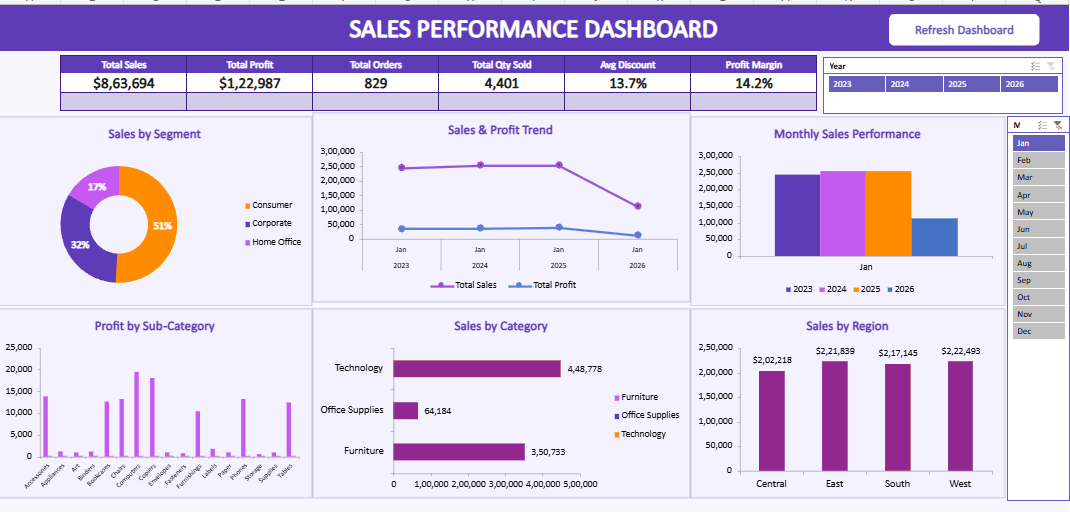 SALES PERFORMANCE DASHBOARD
Refresh Dashboard
Total Sales Total Profit Total Orders Total Qty Sold Avg Discount Profit Margin
$8,63,694 $1,22,987 829 4,401 13.7% 14.2%
Year
2023 2024 2025 2026
Sales by Segment
17%
32%
51%
Consumer
Corporate
Home Office
Sales & Profit Trend
3,00,000
2,50,000
2,00,000
1,50,000
1,00,000
50,000
0
Jan Jan Jan Jan
2023 2024 2025 2026
Total Sales Total Profit
Monthly Sales Performance
3,00,000
2,50,000
2,00,000
1,50,000
1,00,000
50,000
0
Jan
2023 2024 2025 2026
M
Jan
Feb
Mar
Apr
May
Jun
Jul
Aug
Sep
Oct
Nov
Dec
Profit by Sub-Category
25,000
20,000
15,000
10,000
5,000
0
Accessories Appliances Art Binders Bookcases Chairs Computers Copiers Envelopes Fasteners Furnishings Labels Paper Phones Storage Supplies Tables
Sales by Category
Technology 4,48,778
Office Supplies 64,184
Furniture 3,50,733
0 1,00,000 2,00,000 3,00,000 4,00,000 5,00,000
Furniture
Office Supplies
Technology
Sales by Region
2,50,000
2,00,000
1,50,000
1,00,000
50,000
0
$2,02,218 $2,21,839 $2,17,145 $2,22,493
Central East South West